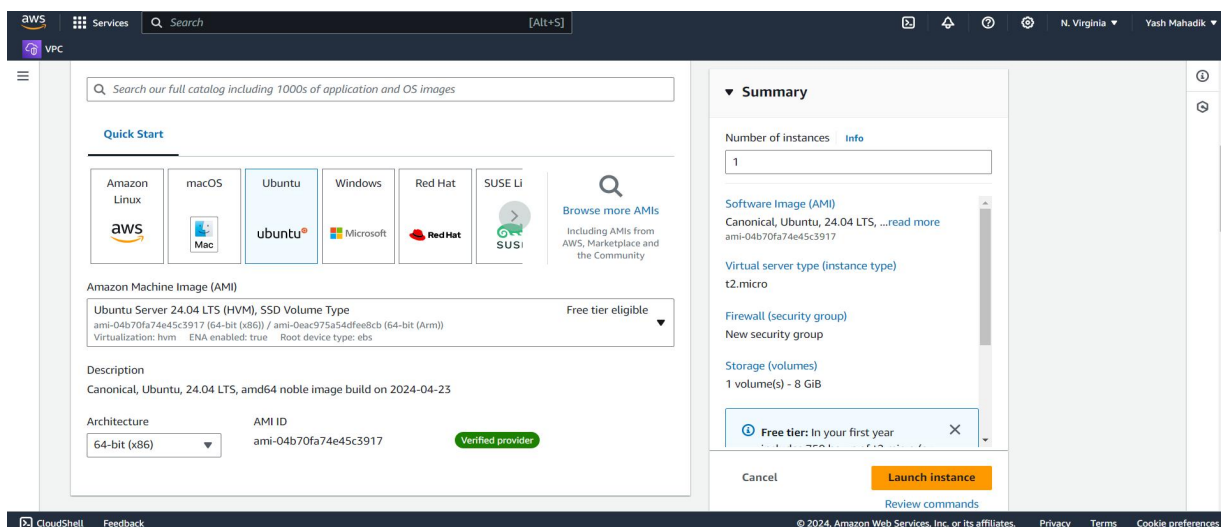 aws Services Search [Alt+S] N. Virginia Yash Mahadik
VPC
Search our full catalog including 1000s of application and OS images
Quick Start
Amazon Linux
aws
macOS
Mac
Ubuntu
ubuntu
Windows
Microsoft
Red Hat
Red Hat
SUSE Li
SUS
Browse more AMIs
Including AMIs from
AWS, Marketplace and
the Community
Amazon Machine Image (AMI)
Ubuntu Server 24.04 LTS (HVM), SSD Volume Type Free tier eligible
ami-04b70fa74e45c3917 (64-bit (x86)) / ami-0eac975a54dfee8cb (64-bit (Arm))
Virtualization: hvm ENA enabled: true Root device type: ebs
Description
Canonical, Ubuntu, 24.04 LTS, amd64 noble image build on 2024-04-23
Architecture AMI ID
64-bit (x86) ami-04b70fa74e45c3917 Verified provider
Summary
Number of instances Info
1
Software Image (AMI)
Canonical, Ubuntu, 24.04 LTS, ...read more
ami-04b70fa74e45c3917
Virtual server type (instance type)
t2.micro
Firewall (security group)
New security group
Storage (volumes)
1 volume(s) - 8 GiB
Free tier: In your first year
Cancel Launch instance
Review commands
CloudShell Feedback © 2024, Amazon Web Services, Inc. or its affiliates. Privacy Terms Cookie preferences